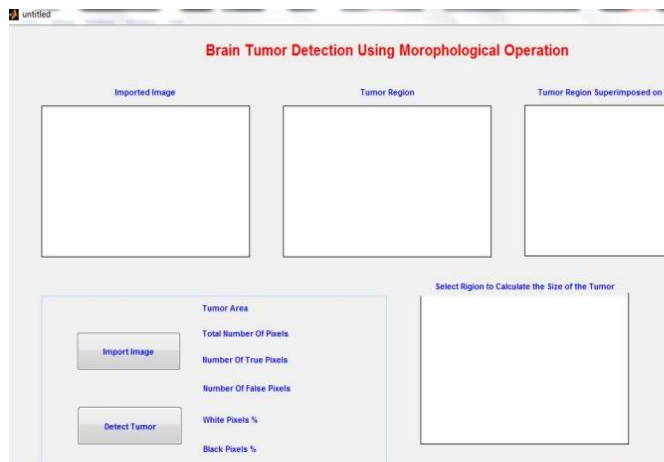 untitled
Brain Tumor Detection Using Morophological Operation
Imported Image
Tumor Region
Tumor Region Superimposed on
Select Rigion to Calculate the Size of the Tumor
Tumor Area
Total Number Of Pixels
Import Image
Number Of True Pixels
Number Of False Pixels
White Pixels %
Detect Tumor
Black Pixels %